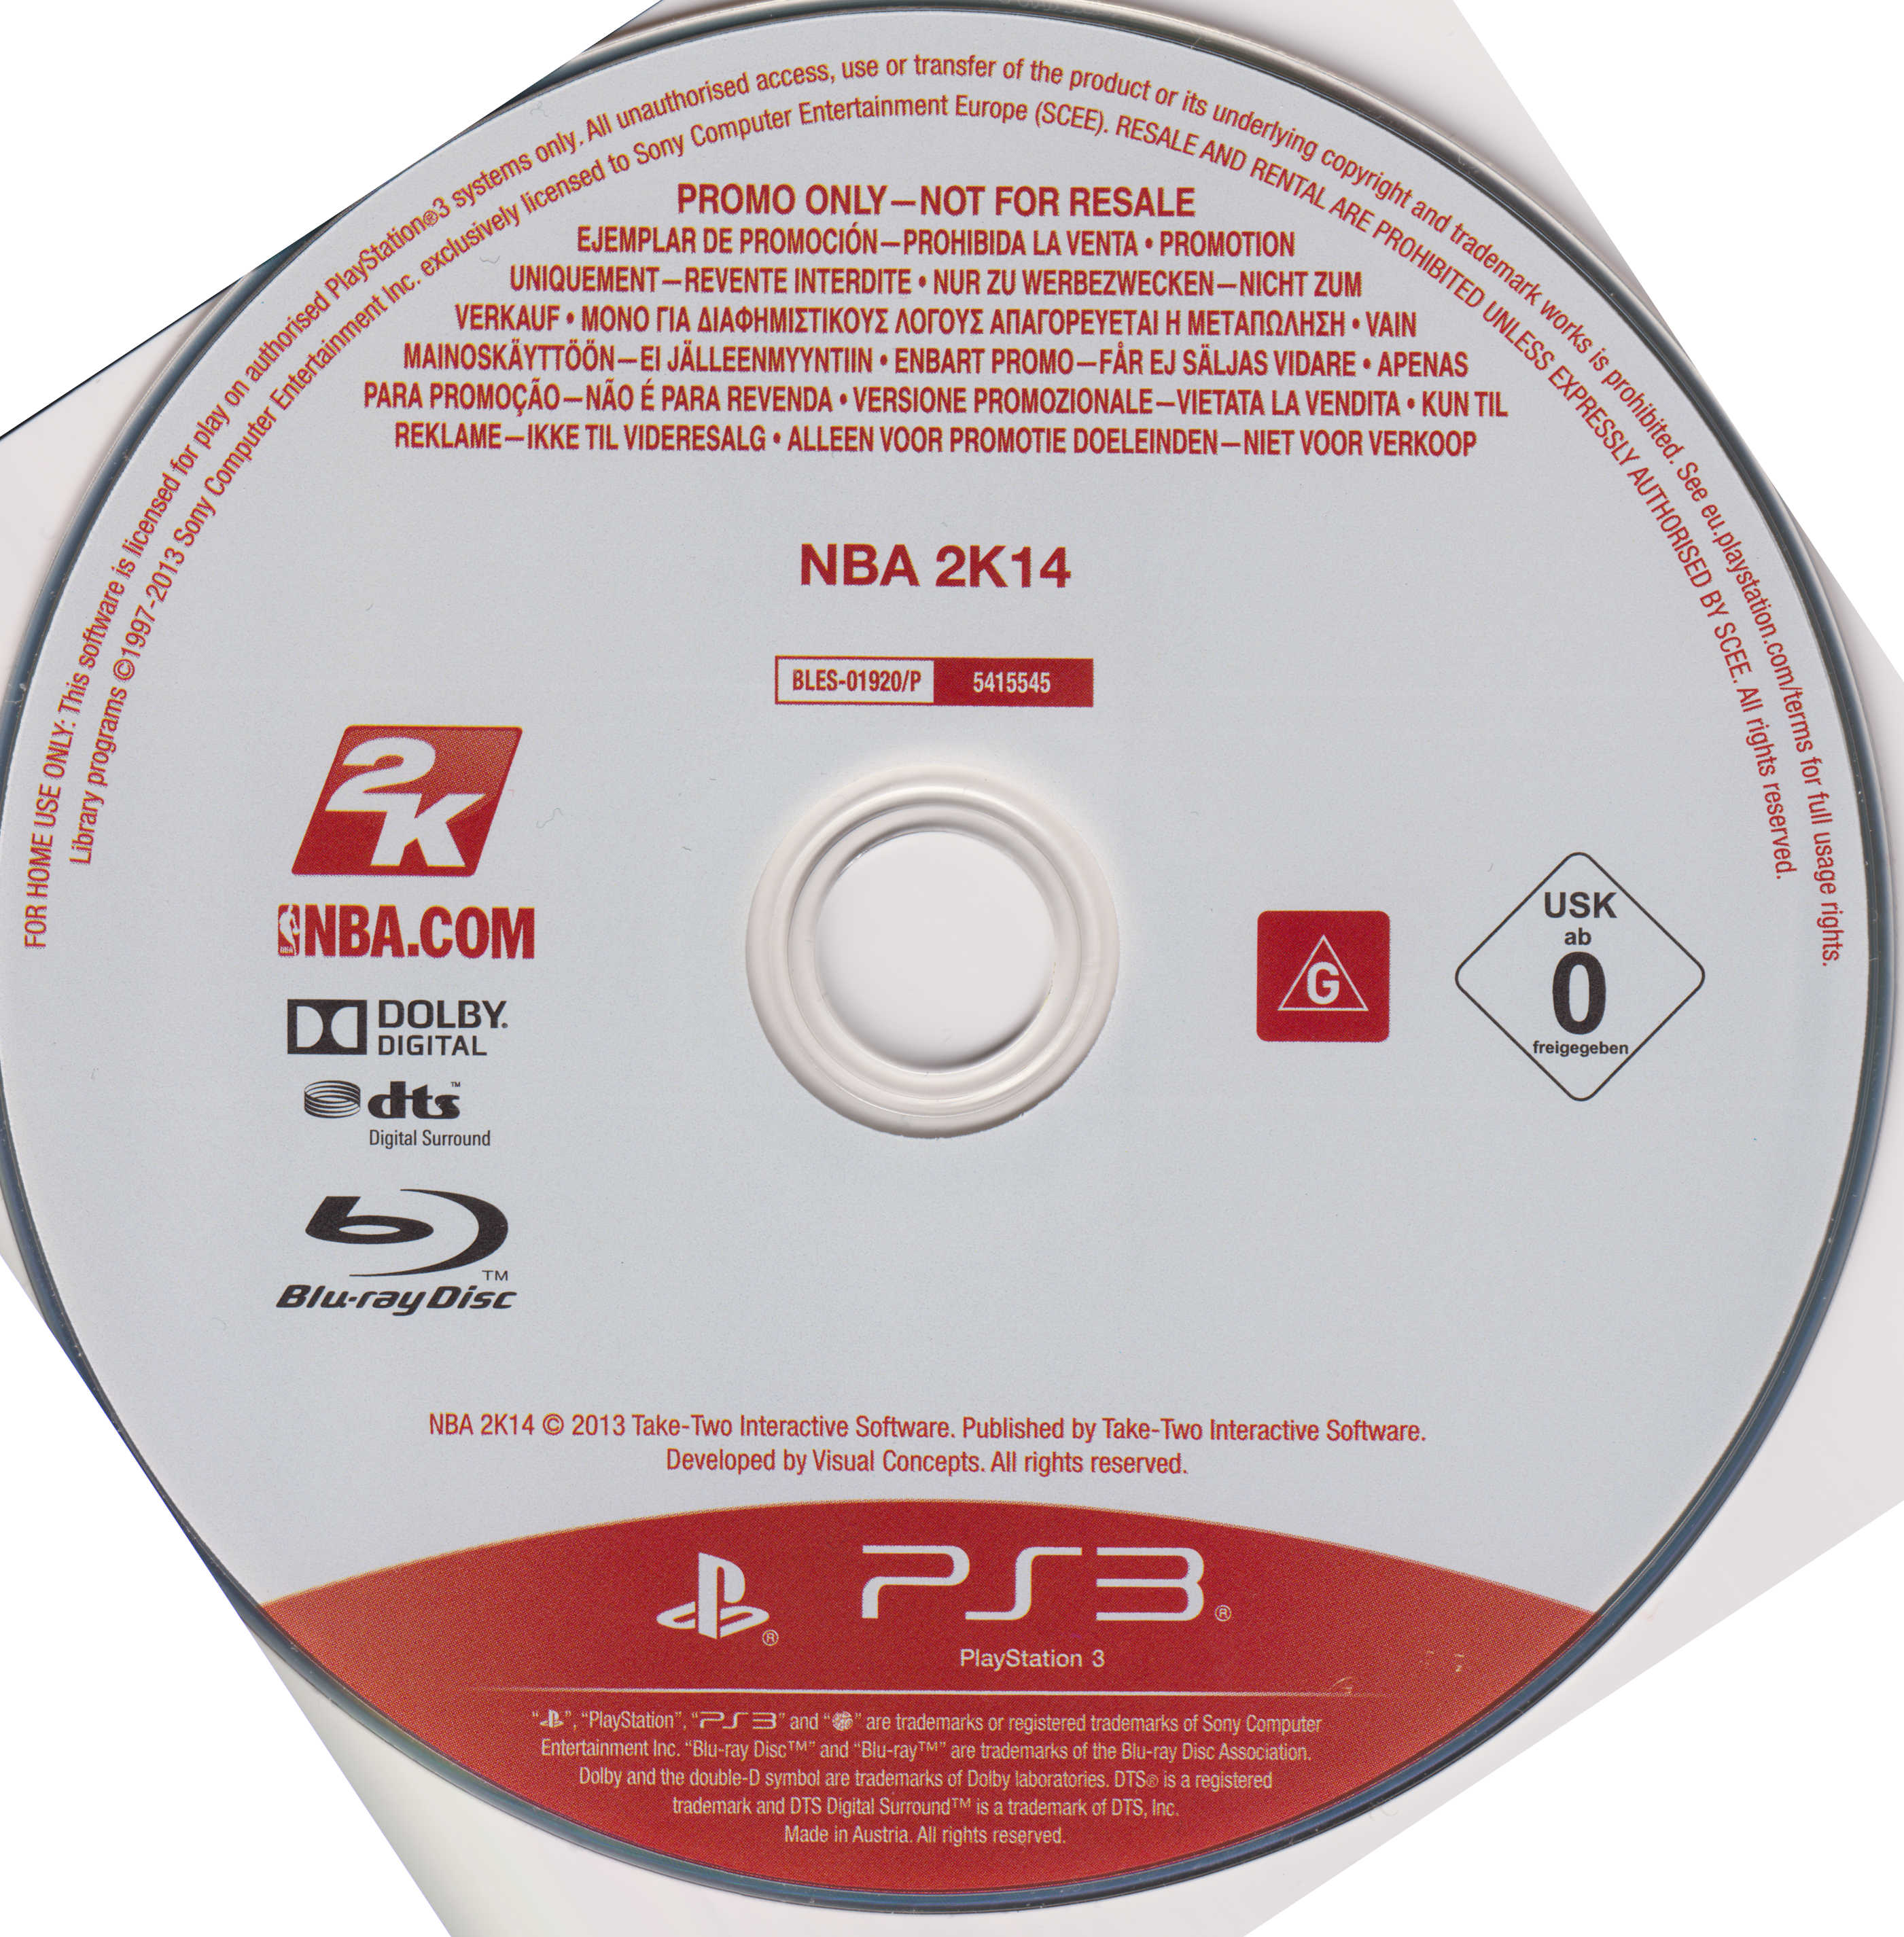 FOR HOME USE ONLY: This software is licensed for play on authorised PlayStation®3 systems only. All unauthorised access, use or transfer of the product or its underlying copyright and trademark works is prohibited. See eu.playstation.com/terms for full usage rights.
Library programs ©1997-2013 Sony Computer Entertainment Inc. exclusively licensed to Sony Computer Entertainment Europe (SCEE). RESALE AND RENTAL ARE PROHIBITED UNLESS EXPRESSLY AUTHORISED BY SCEE. All rights reserved.
PROMO ONLY—NOT FOR RESALE
EJEMPLAR DE PROMOCIÓN—PROHIBIDA LA VENTA • PROMOTION
UNIQUEMENT—REVENTE INTERDITE • NUR ZU WERBEZWECKEN—NICHT ZUM
VERKAUF • ΜΟΝΟ ΓΙΑ ΔΙΑΦΗΜΙΣΤΙΚΟΥΣ ΛΟΓΟΥΣ ΑΠΑΓΟΡΕΥΕΤΑΙ Η ΜΕΤΑΠΩΛΗΣΗ • VAIN
MAINOSKÄYTTÖÖN—EI JÄLLEENMYYNTIIN • ENBART PROMO—FÅR EJ SÄLJAS VIDARE • APENAS
PARA PROMOÇÃO—NÃO É PARA REVENDA • VERSIONE PROMOZIONALE—VIETATA LA VENDITA • KUN TIL
REKLAME—IKKE TIL VIDERESALG • ALLEEN VOOR PROMOTIE DOELEINDEN—NIET VOOR VERKOOP
NBA 2K14
BLES-01920/P 5415545
2K
NBA.COM
DOLBY.
DIGITAL
dts™
Digital Surround
Blu-ray Disc™
G
USK
ab
0
freigegeben
NBA 2K14 © 2013 Take-Two Interactive Software. Published by Take-Two Interactive Software.
Developed by Visual Concepts. All rights reserved.
PS3®
PlayStation 3
“ ”, “PlayStation”, “PS3” and “ ” are trademarks or registered trademarks of Sony Computer
Entertainment Inc. “Blu-ray Disc™” and “Blu-ray™” are trademarks of the Blu-ray Disc Association.
Dolby and the double-D symbol are trademarks of Dolby laboratories. DTS® is a registered
trademark and DTS Digital Surround™ is a trademark of DTS, Inc.
Made in Austria. All rights reserved.